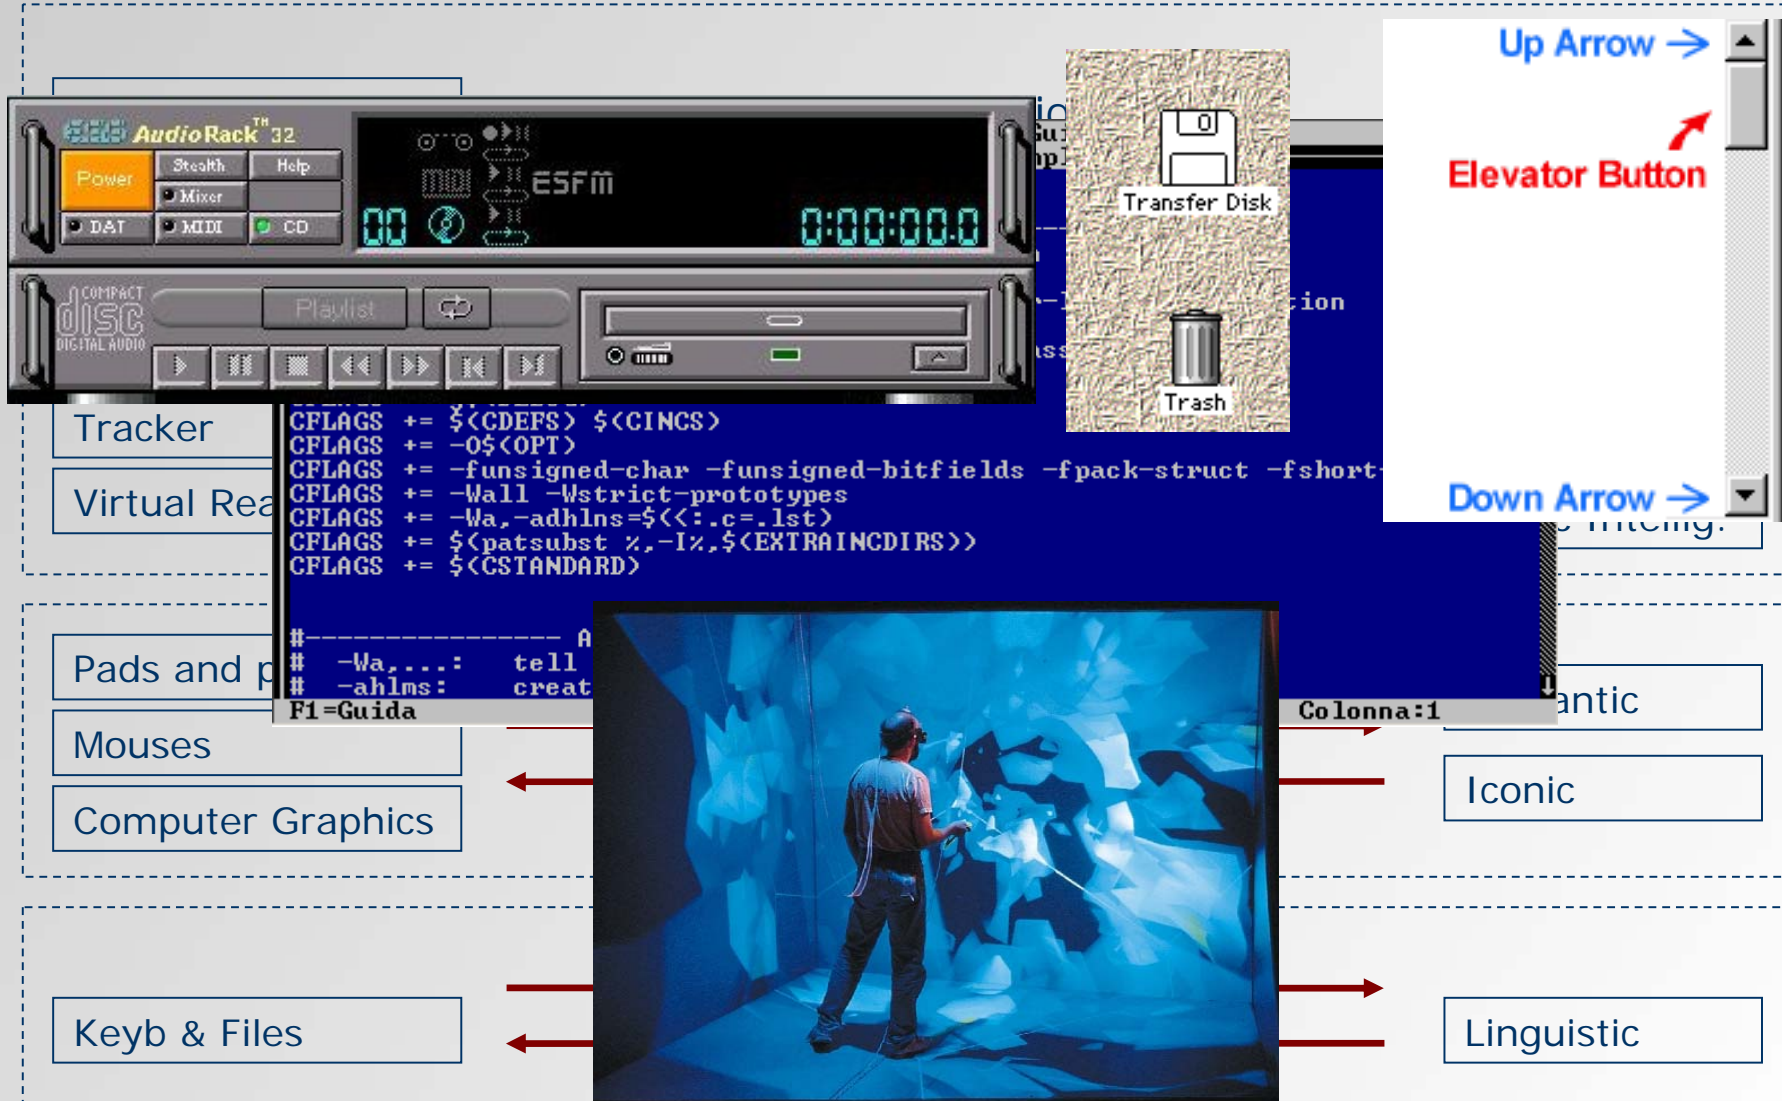 AudioRack™32
Power
Stealth
Help
Mixer
DAT
MIDI
CD
MIDI
ESFM
00
0:00:00.0
COMPACT
disc
DIGITAL AUDIO
Playlist
Transfer Disk
Trash
Up Arrow
Elevator Button
Down Arrow
Tracker
Virtual Rea
CFLAGS += $(CDEFS) $(CINCS)
CFLAGS += -O$(OPT)
CFLAGS += -funsigned-char -funsigned-bitfields -fpack-struct -fshort-
CFLAGS += -Wall -Wstrict-prototypes
CFLAGS += -Wa,-adhlns=$(<:.c=.lst)
CFLAGS += $(patsubst %,-I%,$(EXTRAINCDIRS))
CFLAGS += $(CSTANDARD)
#---------------- A
# -Wa,...: tell
# -ahlms: creat
F1=Guida
Colonna:1
Intellig.
Pads and p
antic
Mouses
Iconic
Computer Graphics
Keyb & Files
Linguistic